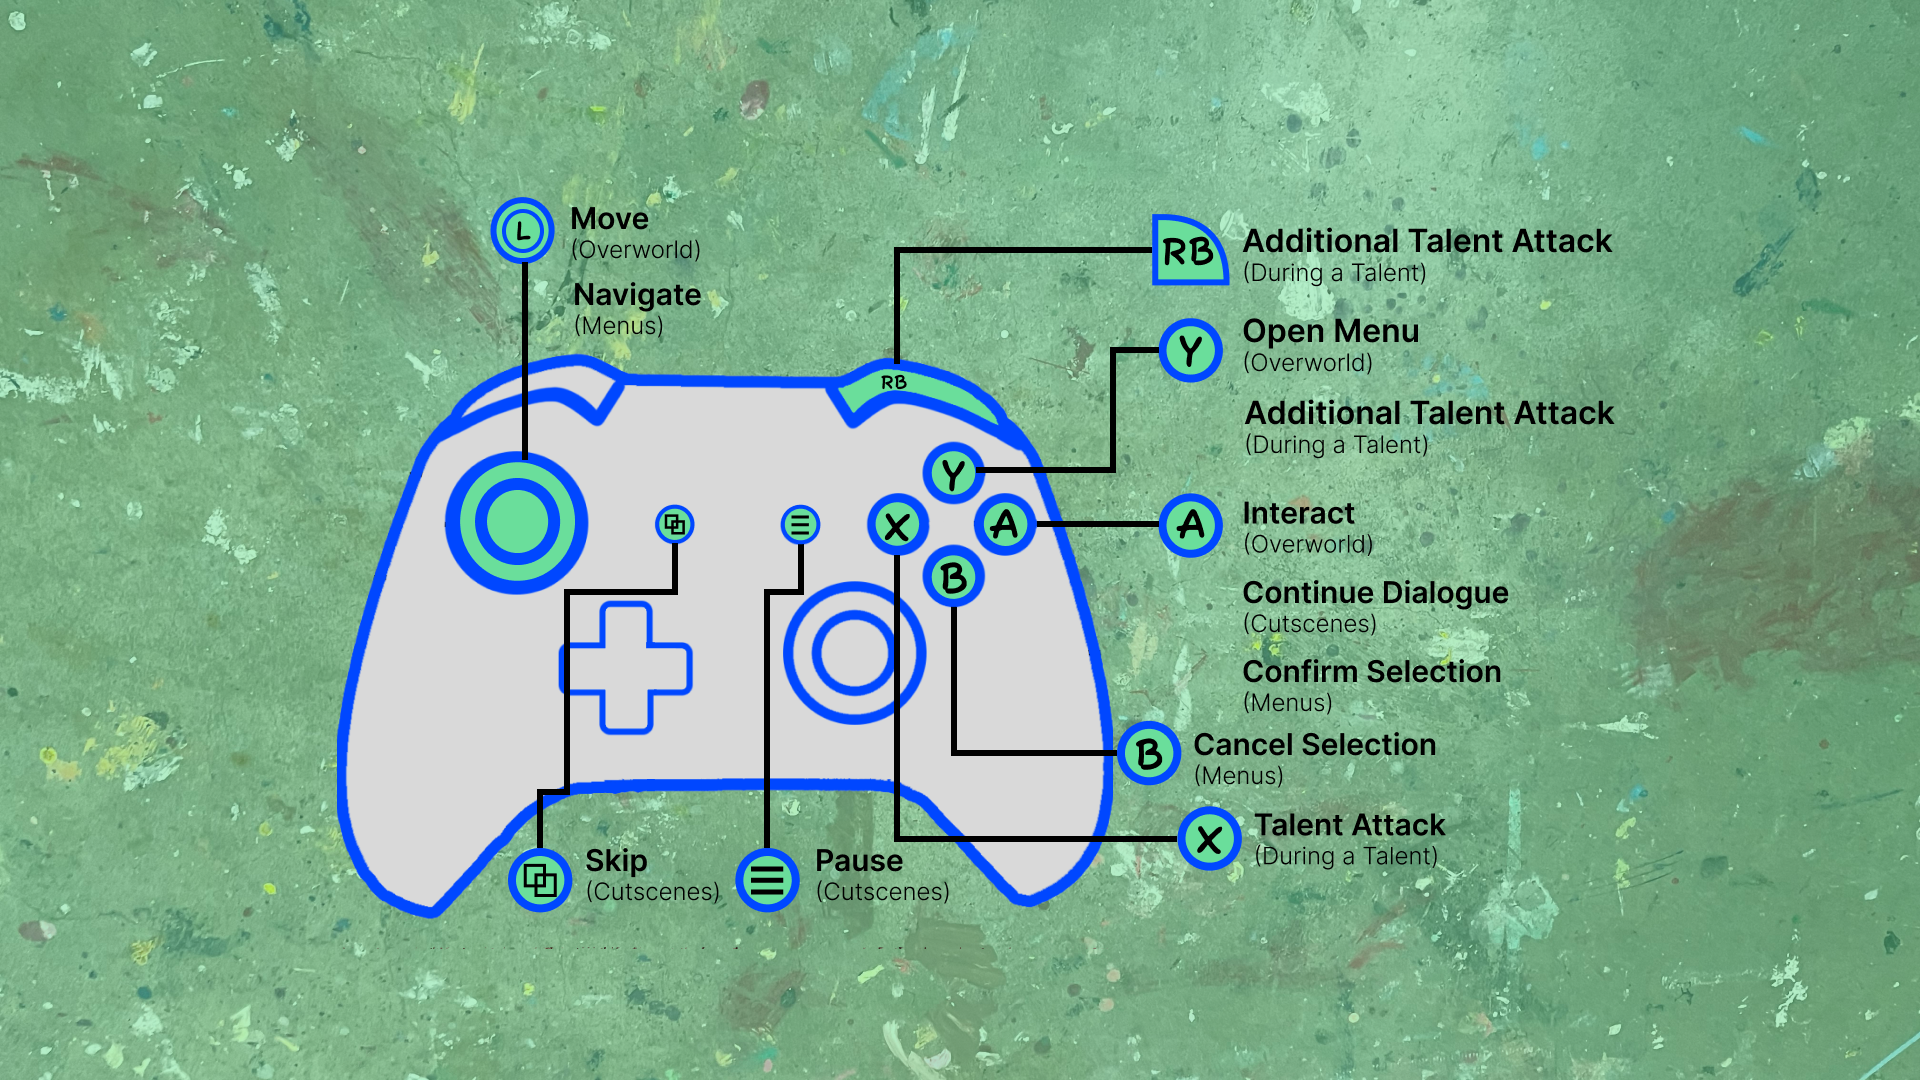 L
Move
(Overworld)
Navigate
(Menus)
RB
Additional Talent Attack
(During a Talent)
Y
Open Menu
(Overworld)
Additional Talent Attack
(During a Talent)
RB
Y
X
A
B
A
Interact
(Overworld)
Continue Dialogue
(Cutscenes)
Confirm Selection
(Menus)
B
Cancel Selection
(Menus)
X
Talent Attack
(During a Talent)
Skip
(Cutscenes)
Pause
(Cutscenes)